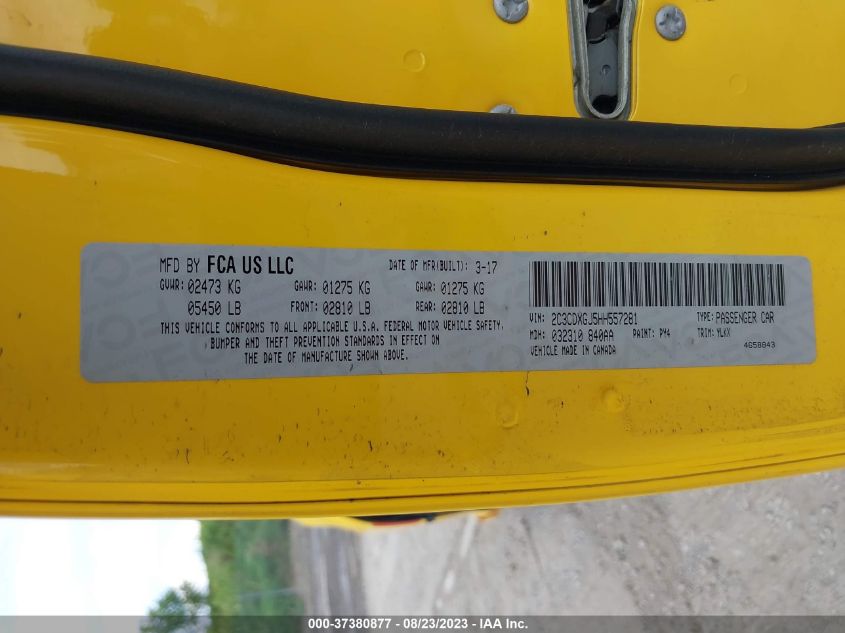 MFD BY FCA US LLC DATE OF MFR(BUILT): 3-17
GVWR: 02473 KG GAWR: 01275 KG GAWR: 01275 KG
05450 LB FRONT: 02810 LB REAR: 02810 LB
THIS VEHICLE CONFORMS TO ALL APPLICABLE U.S.A. FEDERAL MOTOR VEHICLE SAFETY,
BUMPER AND THEFT PREVENTION STANDARDS IN EFFECT ON
THE DATE OF MANUFACTURE SHOWN ABOVE.
VIN: 2C3CDXGJ5HH557281 TYPE: PASSENGER CAR
MDH: 032310 840AA PAINT: PY4 TRIM: YLKX
VEHICLE MADE IN CANADA 4658843
000-37380877 - 08/23/2023 - IAA Inc.